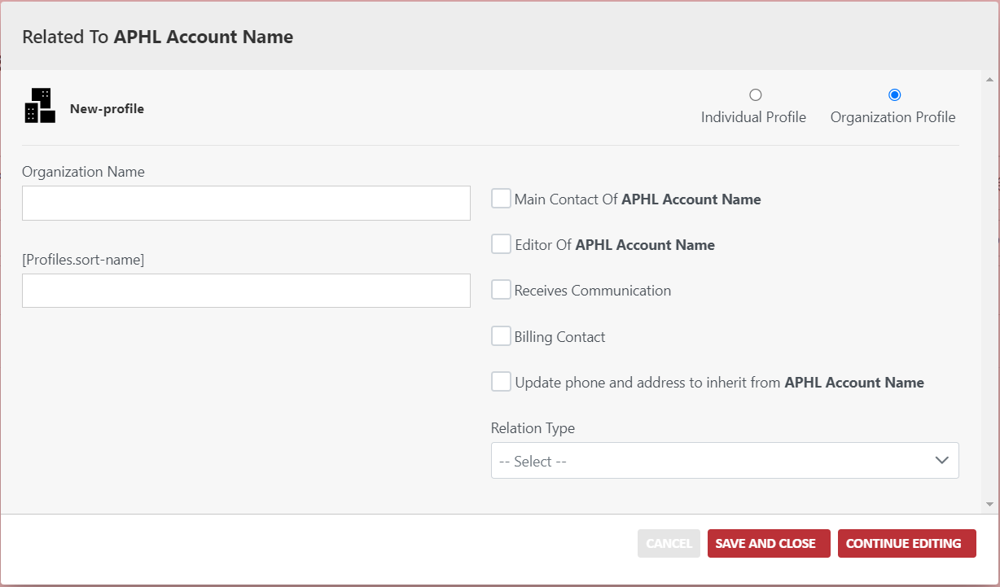 Related To APHL Account Name
New-profile
Individual Profile
Organization Profile
Organization Name
Main Contact Of APHL Account Name
Editor Of APHL Account Name
[Profiles.sort-name]
Receives Communication
Billing Contact
Update phone and address to inherit from APHL Account Name
Relation Type
-- Select --
CANCEL
SAVE AND CLOSE
CONTINUE EDITING